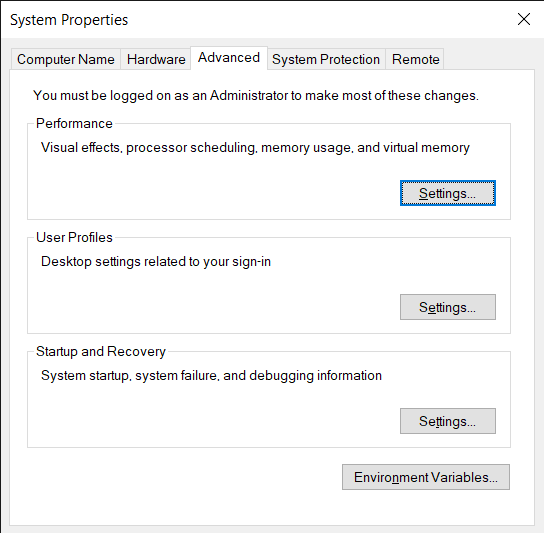 System Properties
Computer Name Hardware Advanced System Protection Remote
You must be logged on as an Administrator to make most of these changes.
Performance
Visual effects, processor scheduling, memory usage, and virtual memory
Settings...
User Profiles
Desktop settings related to your sign-in
Settings...
Startup and Recovery
System startup, system failure, and debugging information
Settings...
Environment Variables...